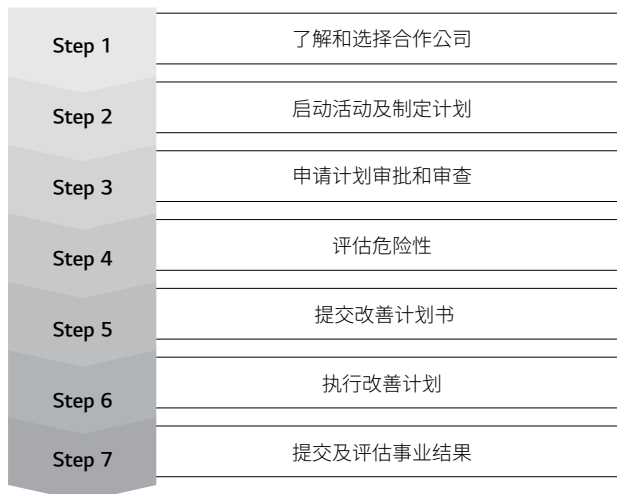 Step 1 了解和选择合作公司
Step 2 启动活动及制定计划
Step 3 申请计划审批和审查
Step 4 评估危险性
Step 5 提交改善计划书
Step 6 执行改善计划
Step 7 提交及评估事业结果